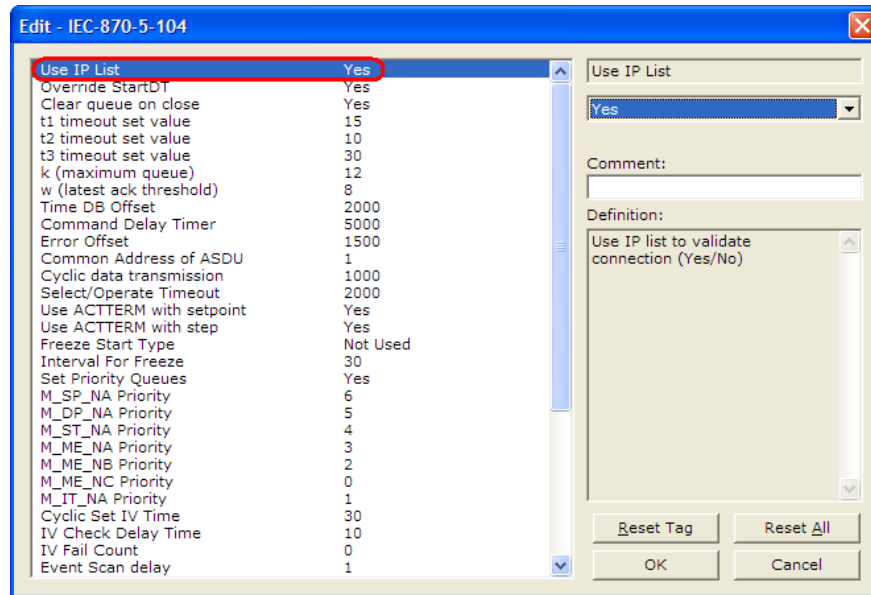 Edit - IEC-870-5-104
Use IP List Yes
Override StartDT Yes
Clear queue on close Yes
t1 timeout set value 15
t2 timeout set value 10
t3 timeout set value 30
k (maximum queue) 12
w (latest ack threshold) 8
Time DB Offset 2000
Command Delay Timer 5000
Error Offset 1500
Common Address of ASDU 1
Cyclic data transmission 1000
Select/Operate Timeout 2000
Use ACTTERM with setpoint Yes
Use ACTTERM with step Yes
Freeze Start Type Not Used
Interval For Freeze 30
Set Priority Queues Yes
M_SP_NA Priority 6
M_DP_NA Priority 5
M_ST_NA Priority 4
M_ME_NA Priority 3
M_ME_NB Priority 2
M_ME_NC Priority 0
M_IT_NA Priority 1
Cyclic Set IV Time 30
IV Check Delay Time 10
IV Fail Count 0
Event Scan delay 1
Use IP List
Yes
Comment:
Definition:
Use IP list to validate
connection (Yes/No)
Reset Tag Reset All
OK Cancel